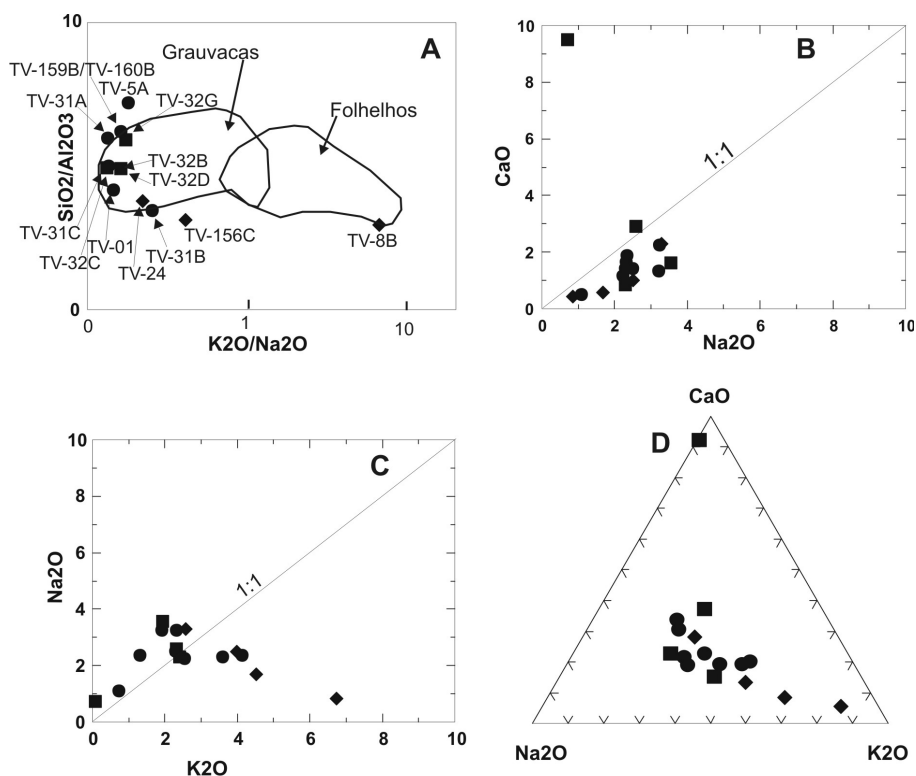 10
A
Grauvacas
TV-159B/TV-160B
TV-5A
TV-31A
TV-32G
Folhelhos
SiO2/Al2O3
TV-32B
TV-32D
TV-31C
TV-01
TV-156C
TV-8B
TV-32C
TV-31B
TV-24
0
0
1
10
K2O/Na2O
10
B
8
CaO
1:1
6
4
2
0
0
2
4
6
8
10
Na2O
10
C
8
Na2O
6
1:1
4
2
0
0
2
4
6
8
10
K2O
CaO
D
Na2O
K2O